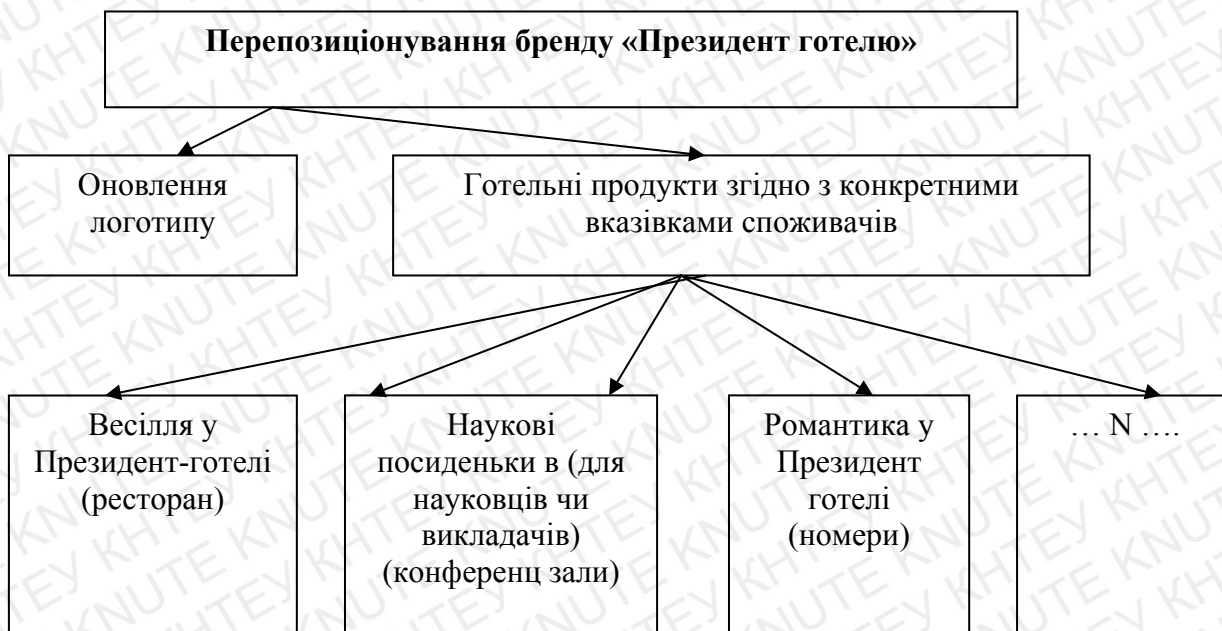 Перепозиціонування бренду «Президент готелю»
Оновлення
логотипу
Готельні продукти згідно з конкретними
вказівками споживачів
Весілля у
Президент-готелі
(ресторан)
Наукові
посиденьки в (для
науковців чи
викладачів)
(конференц зали)
Романтика у
Президент
готелі
(номери)
… N ….